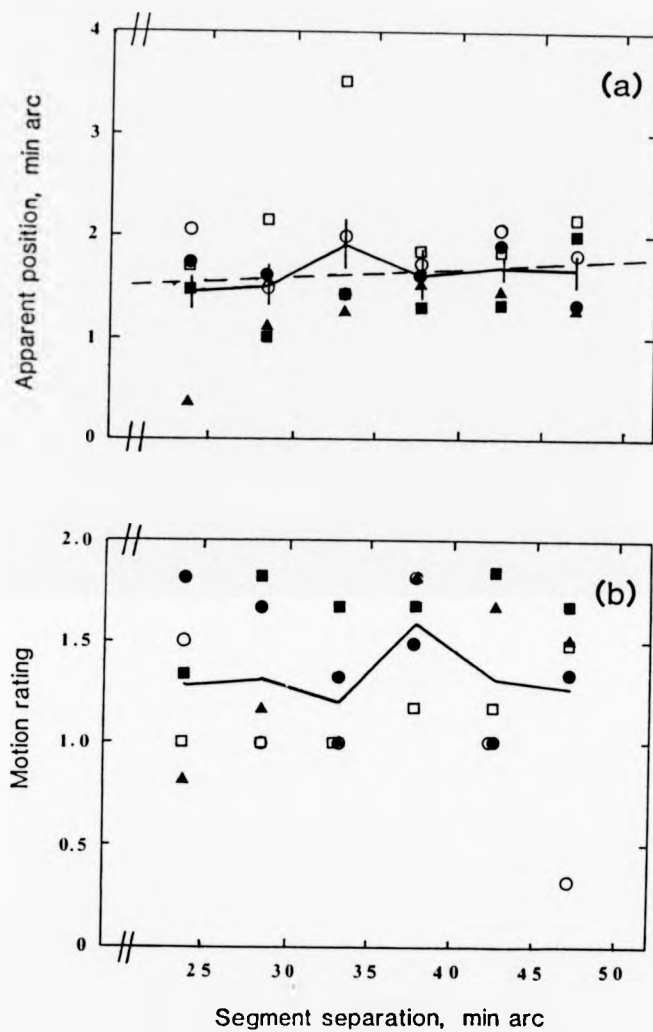 4
3
2
1
0
Apparent position, min arc
(a)
2.0
1.5
1.0
0.5
0
Motion rating
(b)
25 30 35 40 45 50
Segment separation, min arc